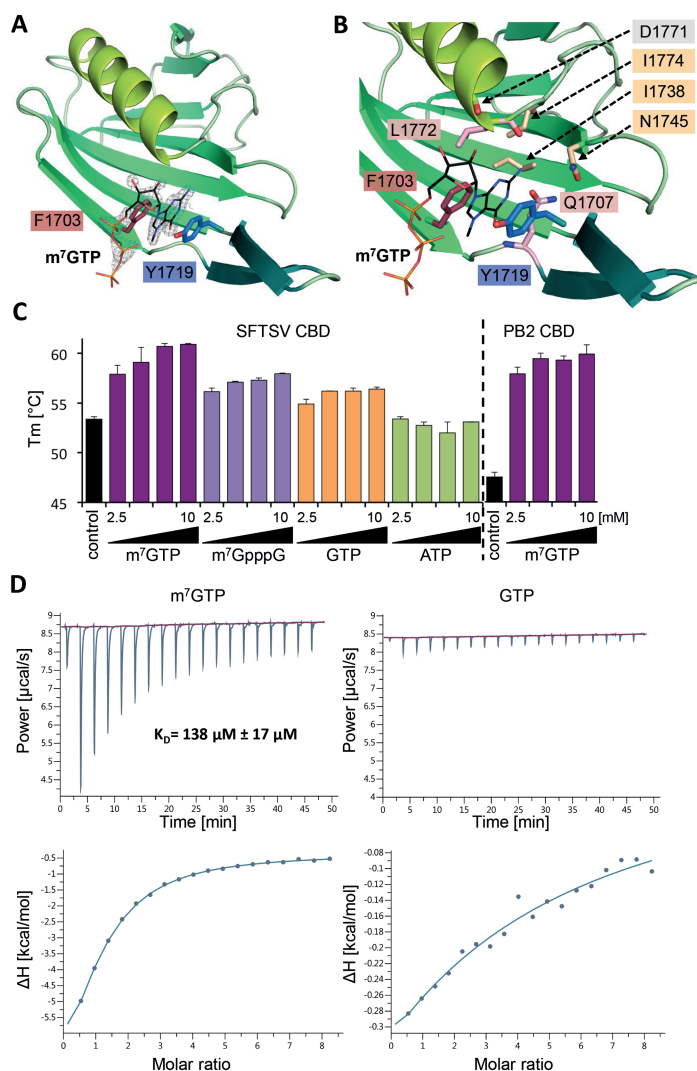 A
F1703
m⁷GTP
Y1719
B
D1771
I1774
I1738
N1745
L1772
F1703
Q1707
m⁷GTP
Y1719
C
SFTSV CBD
PB2 CBD
Tm [°C]
60
55
50
45
control
2.5
10
2.5
10
2.5
10
2.5
10
control
2.5
10
[mM]
m⁷GTP
m⁷GpppG
GTP
ATP
m⁷GTP
D
m⁷GTP
Power [µcal/s]
9
8.5
8
7.5
7
6.5
6
5.5
5
4.5
K_D= 138 µM ± 17 µM
0 5 10 15 20 25 30 35 40 45 50
Time [min]
GTP
Power [µcal/s]
9
8.5
8
7.5
7
6.5
6
5.5
5
4.5
4
0 5 10 15 20 25 30 35 40 45 50
Time [min]
ΔH [kcal/mol]
-0.5
-1
-1.5
-2
-2.5
-3
-3.5
-4
-4.5
-5
-5.5
0 1 2 3 4 5 6 7 8
Molar ratio
ΔH [kcal/mol]
-0.08
-0.1
-0.12
-0.14
-0.16
-0.18
-0.2
-0.22
-0.24
-0.26
-0.28
-0.3
0 1 2 3 4 5 6 7 8
Molar ratio